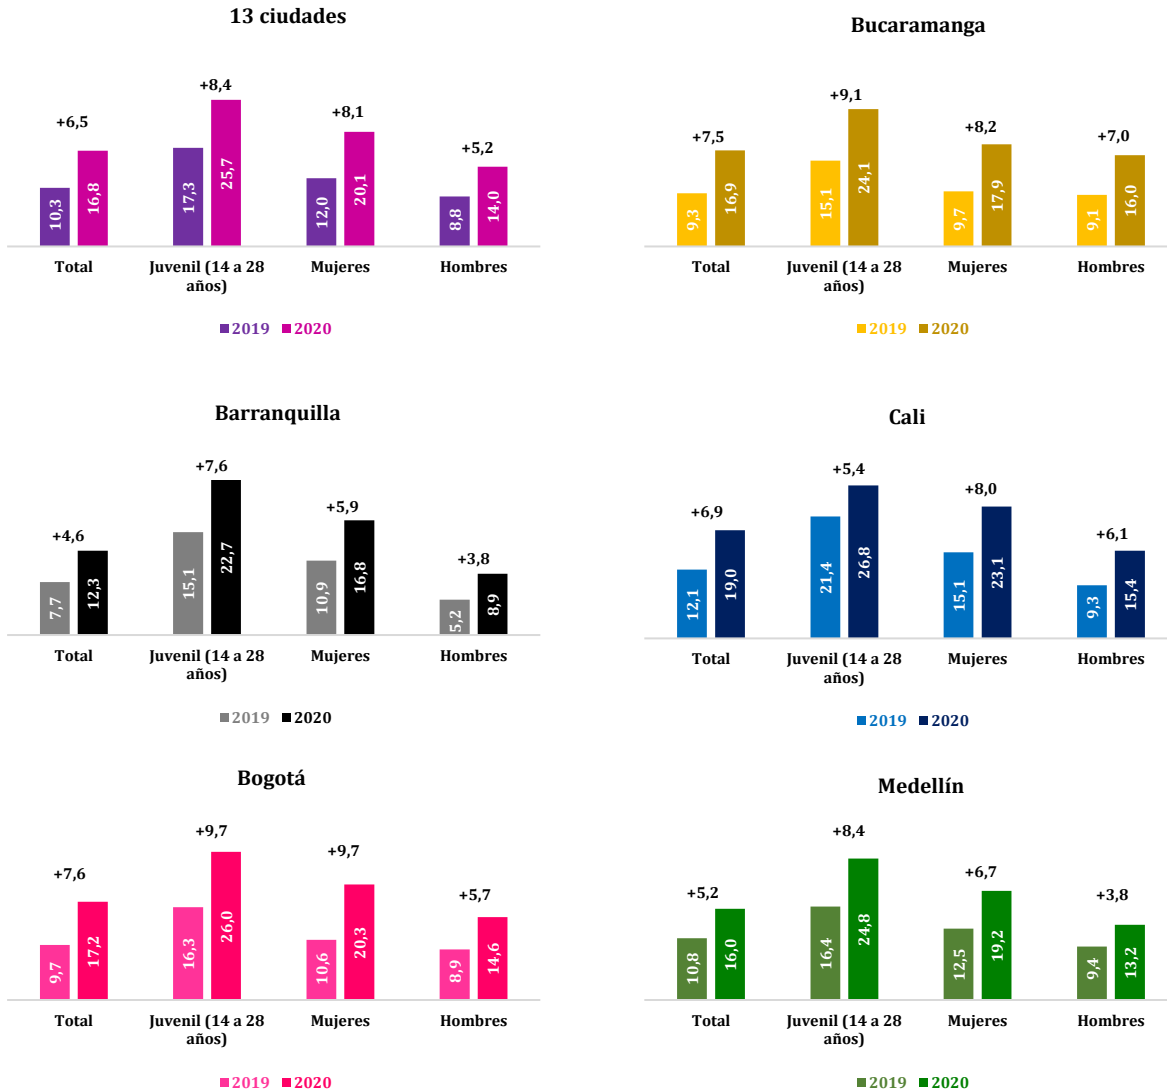 13 ciudades
+6,5
+8,4
+8,1
+5,2
10,3
16,8
17,3
25,7
12,0
20,1
8,8
14,0
Total
Juvenil (14 a 28
años)
Mujeres
Hombres
2019 2020
Bucaramanga
+7,5
+9,1
+8,2
+7,0
9,3
16,9
15,1
24,1
9,7
17,9
9,1
16,0
Total
Juvenil (14 a 28
años)
Mujeres
Hombres
2019 2020
Barranquilla
+4,6
+7,6
+5,9
+3,8
7,7
12,3
15,1
22,7
10,9
16,8
5,2
8,9
Total
Juvenil (14 a 28
años)
Mujeres
Hombres
2019 2020
Cali
+6,9
+5,4
+8,0
+6,1
12,1
19,0
21,4
26,8
15,1
23,1
9,3
15,4
Total
Juvenil (14 a 28
años)
Mujeres
Hombres
2019 2020
Bogotá
+7,6
+9,7
+9,7
+5,7
9,7
17,2
16,3
26,0
10,6
20,3
8,9
14,6
Total
Juvenil (14 a 28
años)
Mujeres
Hombres
2019 2020
Medellín
+5,2
+8,4
+6,7
+3,8
10,8
16,0
16,4
24,8
12,5
19,2
9,4
13,2
Total
Juvenil (14 a 28
años)
Mujeres
Hombres
2019 2020